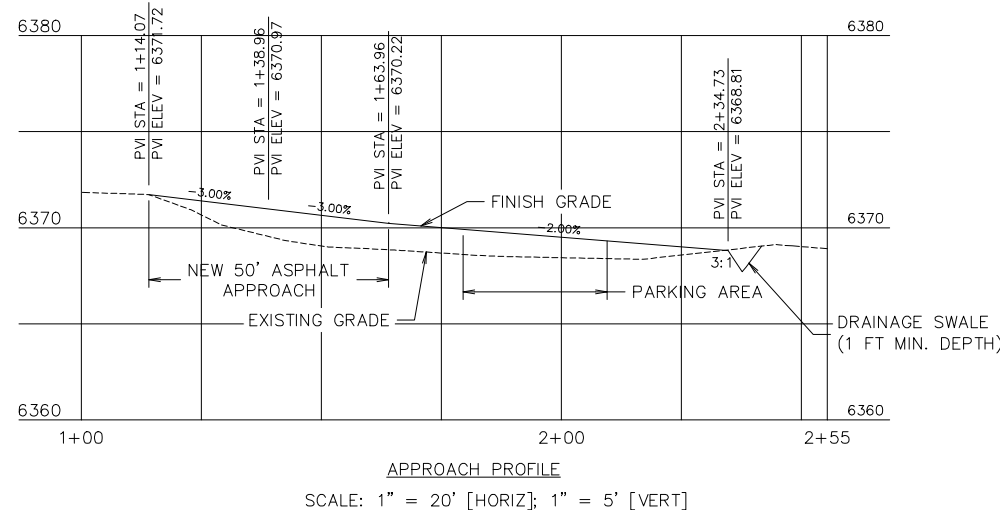 6380
6380
PVI STA = 1+14.07
PVI ELEV = 6371.72
PVI STA = 1+38.96
PVI ELEV = 6370.97
PVI STA = 1+63.96
PVI ELEV = 6370.22
PVI STA = 2+34.73
PVI ELEV = 6368.81
-3.00%
-3.00%
FINISH GRADE
6370
-2.00%
6370
3:1
NEW 50' ASPHALT
APPROACH
PARKING AREA
EXISTING GRADE
DRAINAGE SWALE
(1 FT MIN. DEPTH)
6360
6360
1+00
2+00
2+55
APPROACH PROFILE
SCALE: 1" = 20' [HORIZ]; 1" = 5' [VERT]